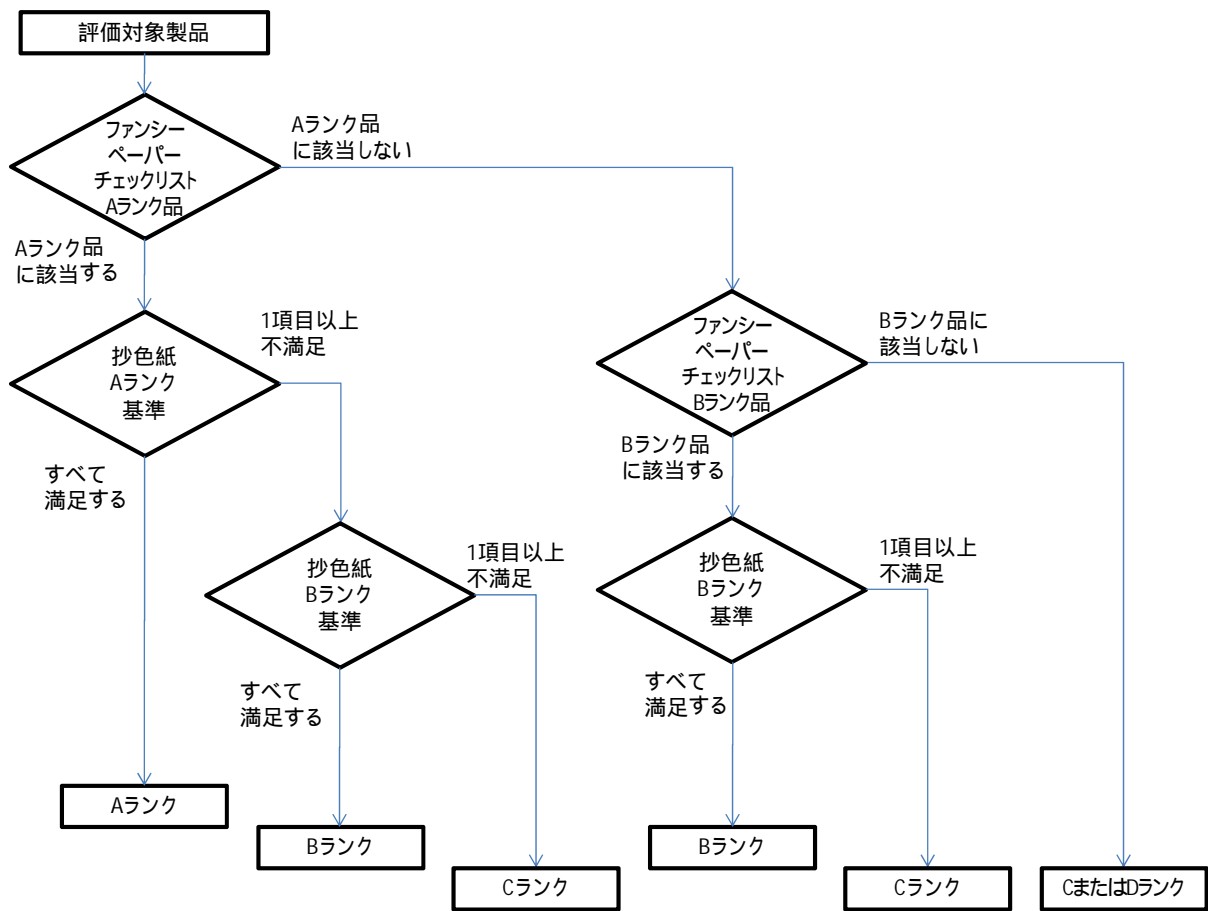 評価対象製品
ファンシー
ペーパー
チェックリスト
Aランク品
Aランク品
に該当しない
Aランク品
に該当する
抄色紙
Aランク
基準
1項目以上
不満足
ファンシー
ペーパー
チェックリスト
Bランク品
Bランク品に
該当しない
Bランク品
に該当する
すべて
満足する
抄色紙
Bランク
基準
1項目以上
不満足
抄色紙
Bランク
基準
1項目以上
不満足
すべて
満足する
すべて
満足する
Aランク
Bランク
Cランク
Bランク
Cランク
CまたはDランク